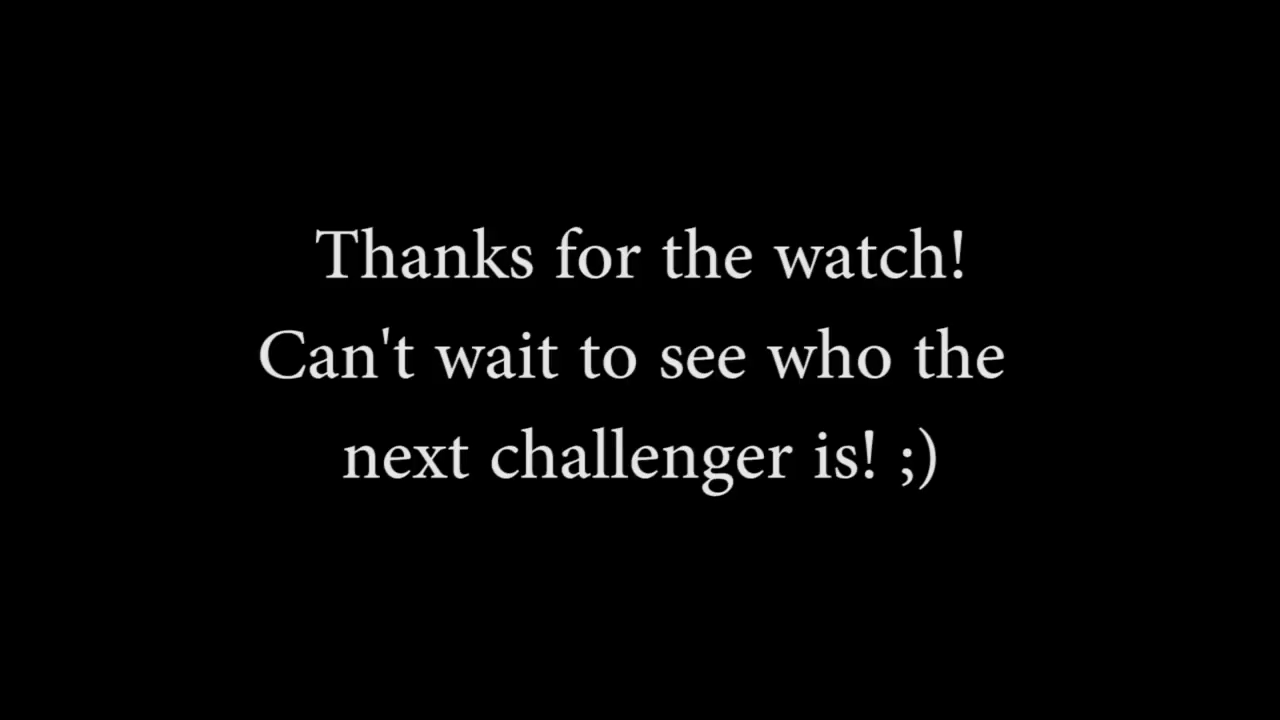 Thanks for the watch!
Can't wait to see who the
next challenger is! ;)